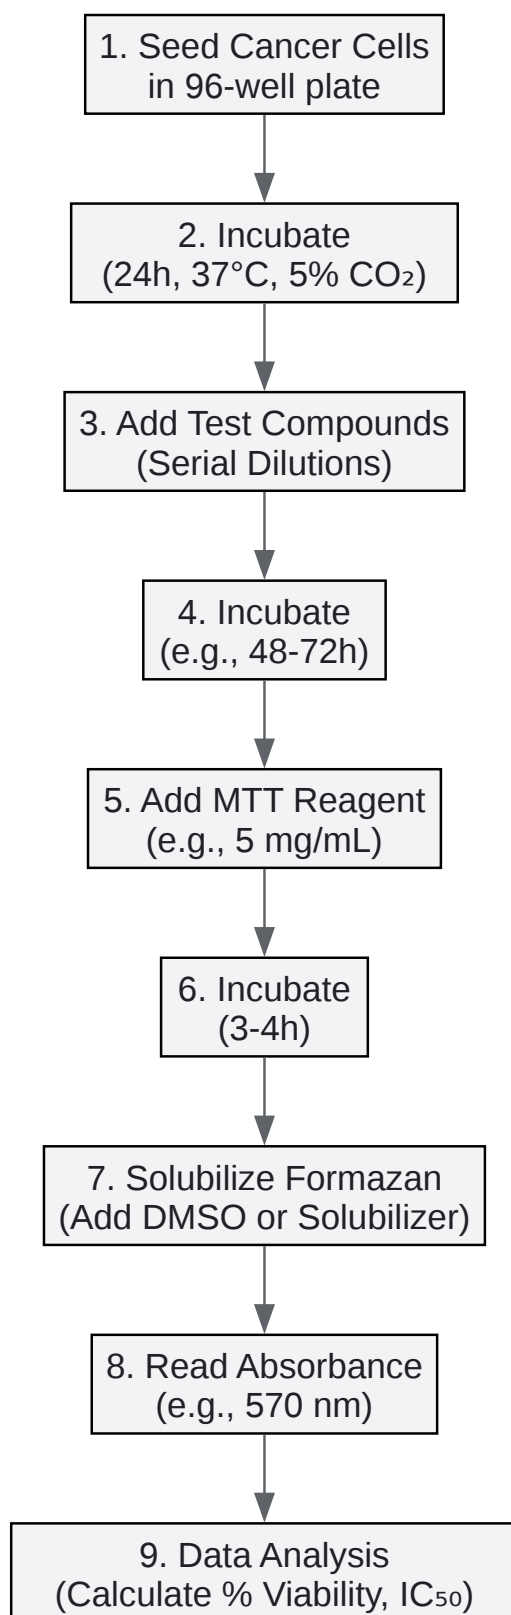 1. Seed Cancer Cells
in 96-well plate
2. Incubate
(24h, 37°C, 5% CO₂)
3. Add Test Compounds
(Serial Dilutions)
4. Incubate
(e.g., 48-72h)
5. Add MTT Reagent
(e.g., 5 mg/mL)
6. Incubate
(3-4h)
7. Solubilize Formazan
(Add DMSO or Solubilizer)
8. Read Absorbance
(e.g., 570 nm)
9. Data Analysis
(Calculate % Viability, IC₅₀)